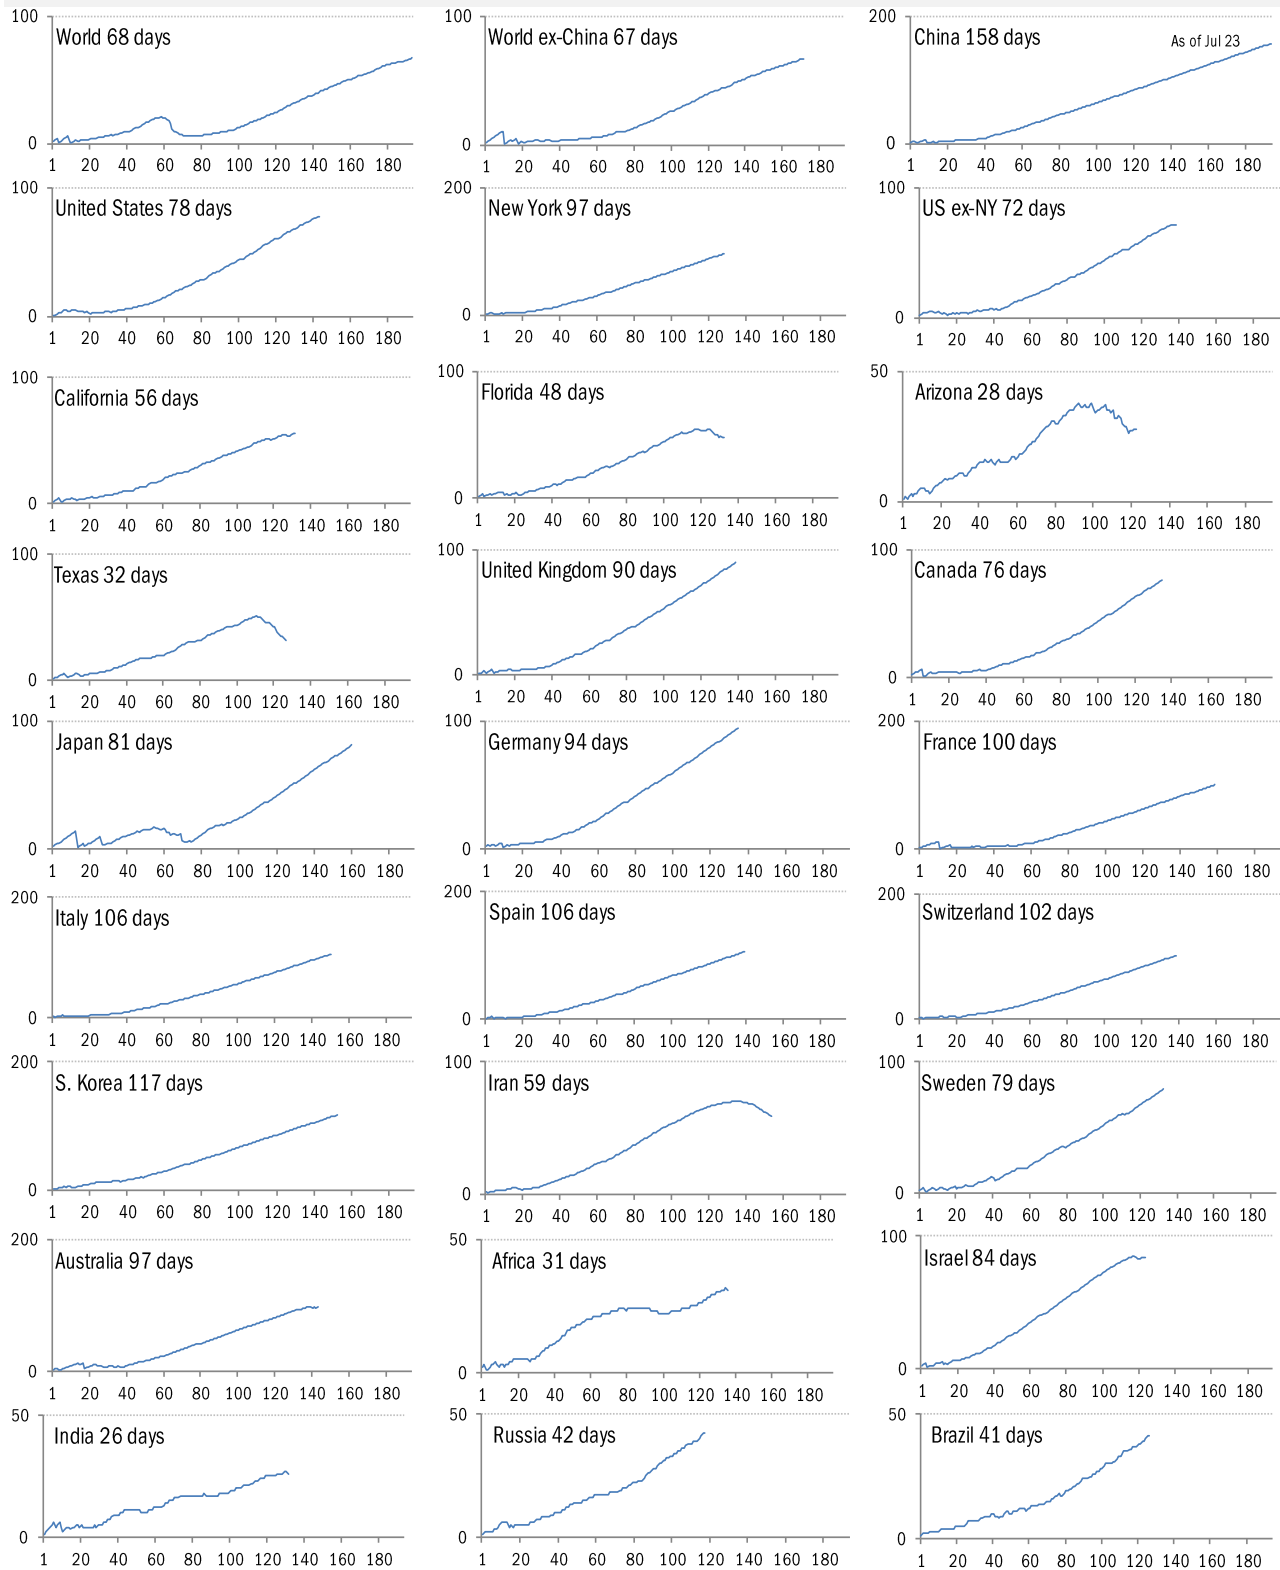 100
World 68 days
0
1 20 40 60 80 100 120 140 160 180
100
World ex-China 67 days
0
1 20 40 60 80 100 120 140 160 180
200
China 158 days
As of Jul 23
0
1 20 40 60 80 100 120 140 160 180
100
United States 78 days
0
1 20 40 60 80 100 120 140 160 180
200
New York 97 days
0
1 20 40 60 80 100 120 140 160 180
100
US ex-NY 72 days
0
1 20 40 60 80 100 120 140 160 180
100
California 56 days
0
1 20 40 60 80 100 120 140 160 180
100
Florida 48 days
0
1 20 40 60 80 100 120 140 160 180
50
Arizona 28 days
0
1 20 40 60 80 100 120 140 160 180
100
Texas 32 days
0
1 20 40 60 80 100 120 140 160 180
100
United Kingdom 90 days
0
1 20 40 60 80 100 120 140 160 180
100
Canada 76 days
0
1 20 40 60 80 100 120 140 160 180
100
Japan 81 days
0
1 20 40 60 80 100 120 140 160 180
100
Germany 94 days
0
1 20 40 60 80 100 120 140 160 180
200
France 100 days
0
1 20 40 60 80 100 120 140 160 180
200
Italy 106 days
0
1 20 40 60 80 100 120 140 160 180
200
Spain 106 days
0
1 20 40 60 80 100 120 140 160 180
200
Switzerland 102 days
0
1 20 40 60 80 100 120 140 160 180
200
S. Korea 117 days
0
1 20 40 60 80 100 120 140 160 180
100
Iran 59 days
0
1 20 40 60 80 100 120 140 160 180
100
Sweden 79 days
0
1 20 40 60 80 100 120 140 160 180
200
Australia 97 days
0
1 20 40 60 80 100 120 140 160 180
50
Africa 31 days
0
1 20 40 60 80 100 120 140 160 180
100
Israel 84 days
0
1 20 40 60 80 100 120 140 160 180
50
India 26 days
0
1 20 40 60 80 100 120 140 160 180
50
Russia 42 days
0
1 20 40 60 80 100 120 140 160 180
50
Brazil 41 days
0
1 20 40 60 80 100 120 140 160 180